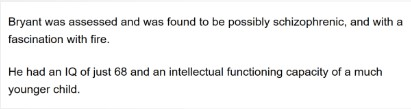 Bryant was assessed and was found to be possibly schizophrenic, and with a
fascination with fire.
He had an IQ of just 68 and an intellectual functioning capacity of a much
younger child.